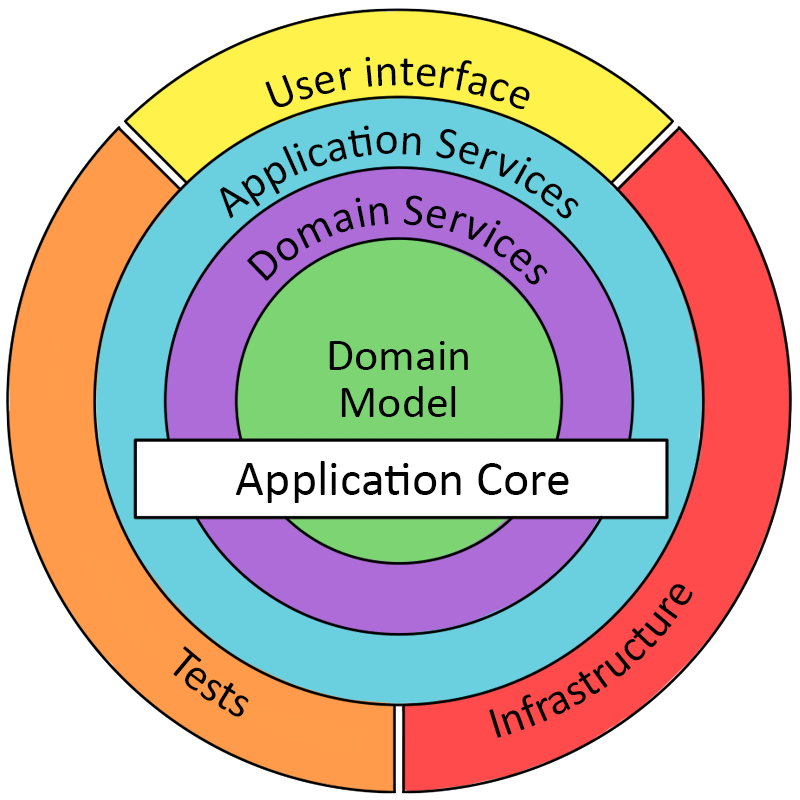 User interface
Application Services
Domain Services
Domain
Model
Application Core
Tests
Infrastructure